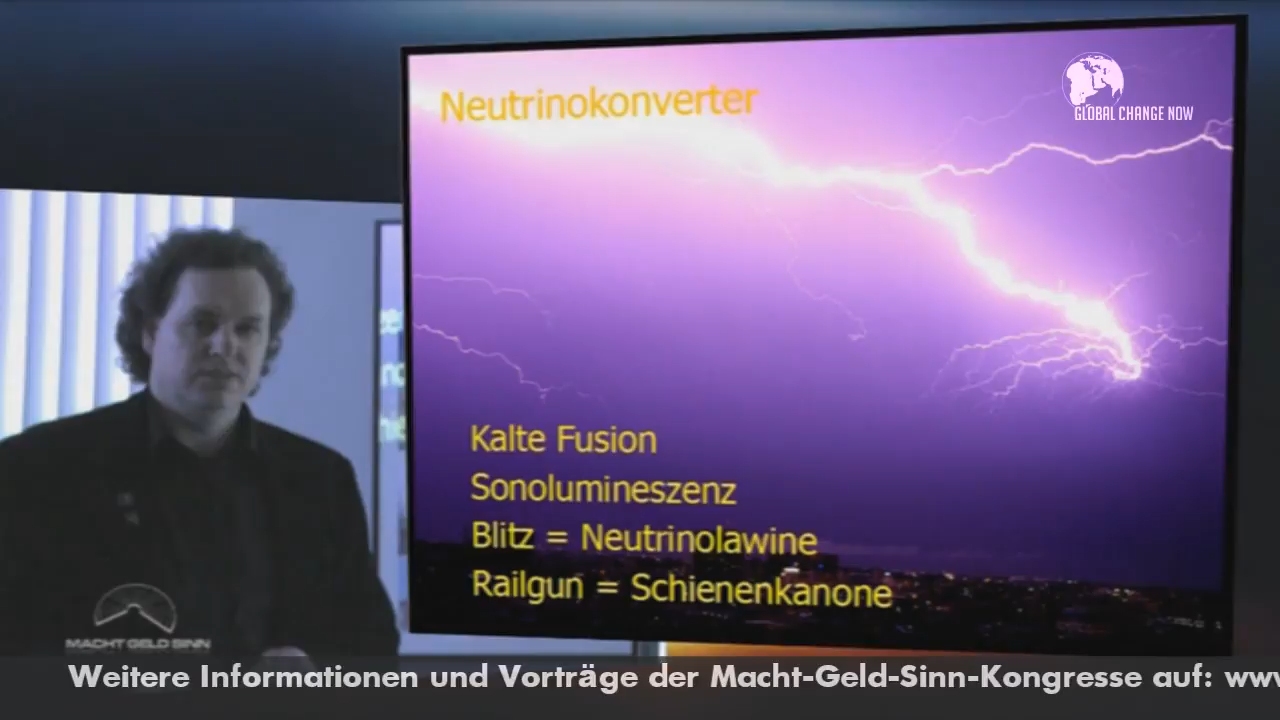 Neutrinokonverter
GLOBAL CHANGE NOW
Kalte Fusion
Sonolumineszenz
Blitz = Neutrinolawine
Railgun = Schienenkanone
MACHT GELD SINN
Weitere Informationen und Vorträge der Macht-Geld-Sinn-Kongresse auf: